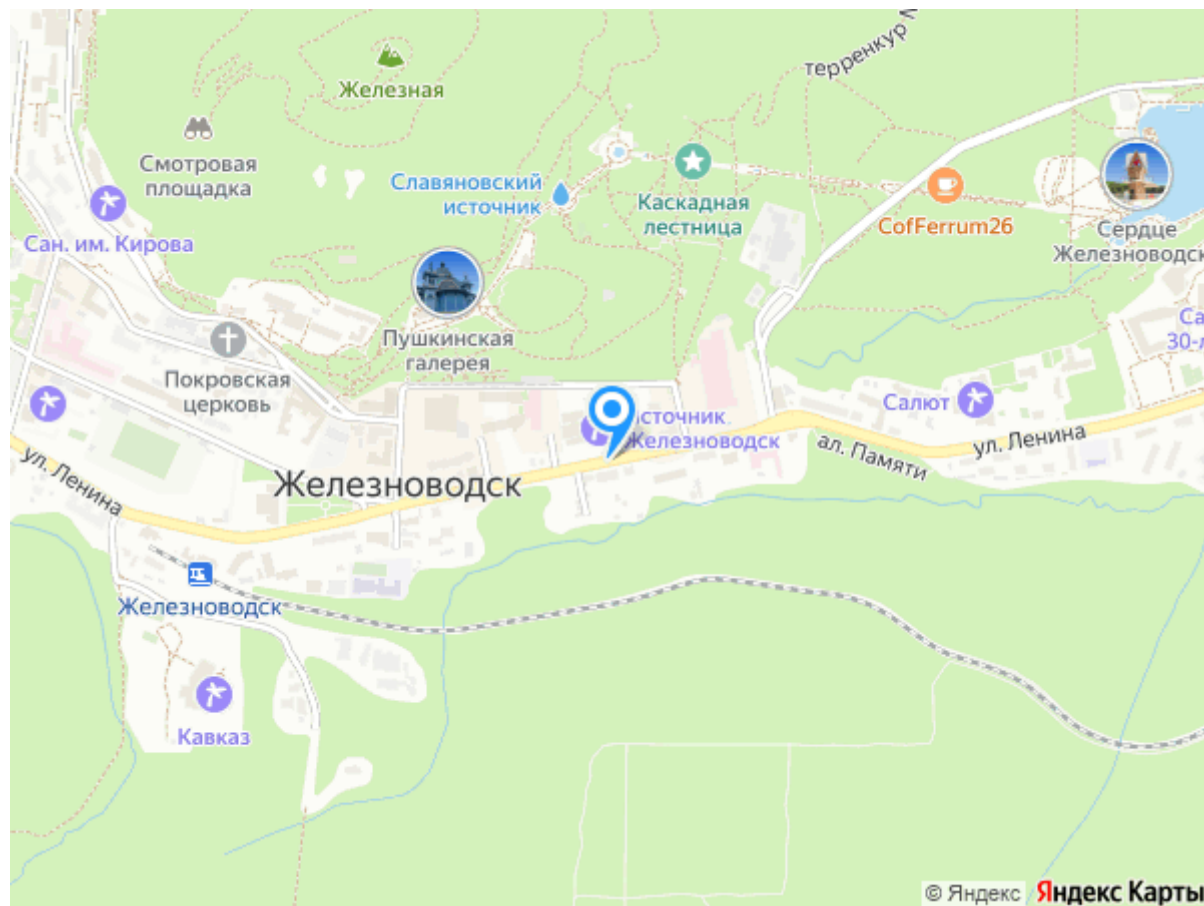 терренкур
Железная
Смотровая
площадка
Славяновский
источник
Каскадная
лестница
CofFerrum26
Сердце
Железноводск
Сан. им. Кирова
Пушкинская
галерея
Покровская
церковь
30-л
Салют
источник
Железноводск
ул. Ленина
ал. Памяти
ул. Ленина
Железноводск
Железноводск
Кавказ
© Яндекс Яндекс Карты